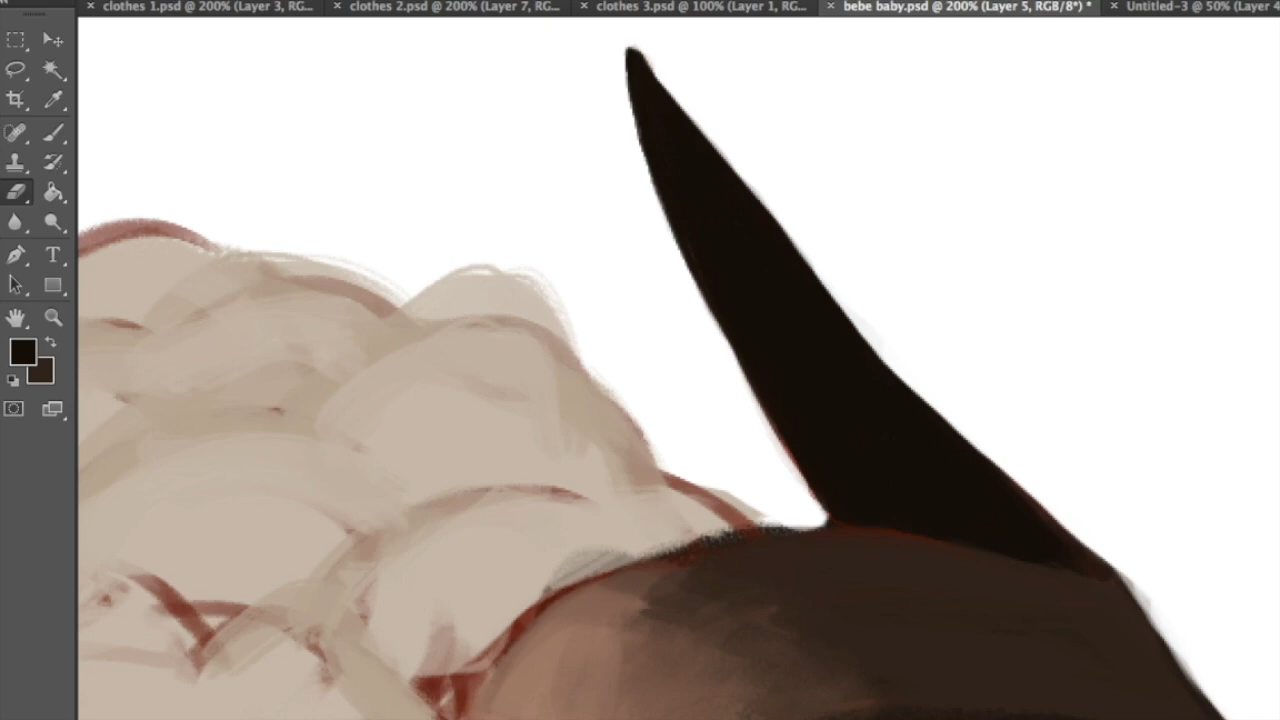 clothes 1.psd @ 200% (Layer 3, RG...
clothes 2.psd @ 200% (Layer 7, RG...
clothes 3.psd @ 100% (Layer 1, RG...
bebe baby.psd @ 200% (Layer 5, RGB/8*) *
Untitled-3 @ 50% (Layer 4
T